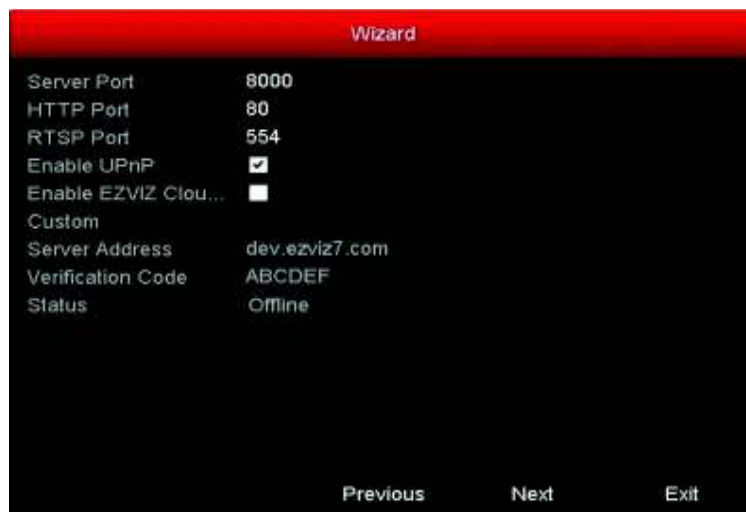 Wizard
Server Port 8000
HTTP Port 80
RTSP Port 554
Enable UPnP
Enable EZVIZ Clou...
Custom
Server Address dev.ezviz7.com
Verification Code ABCDEF
Status Offline
Previous Next Exit